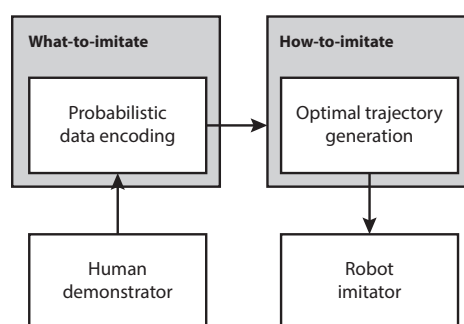 What-to-imitate
Probabilistic
data encoding
How-to-imitate
Optimal trajectory
generation
Human
demonstrator
Robot
imitator